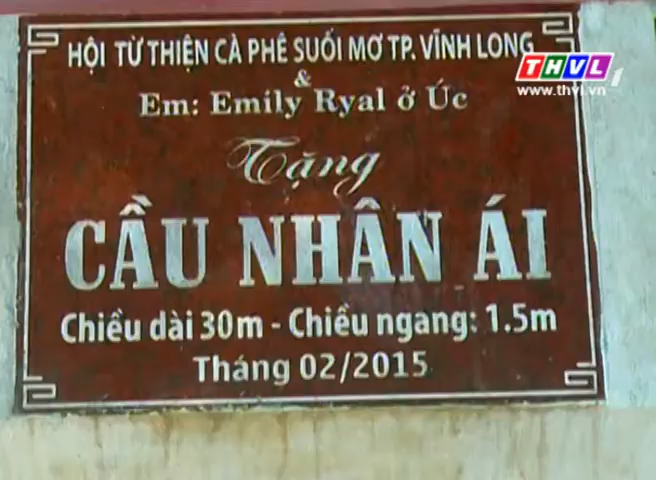 HỘI TỪ THIỆN CÀ PHÊ SUỐI MƠ TP. VĨNH LONG
&
Em: Emily Ryal ở Úc
Tặng
CẦU NHÂN ÁI
Chiều dài 30m - Chiều ngang: 1.5m
Tháng 02/2015
THVL 1
www.thvl.vn